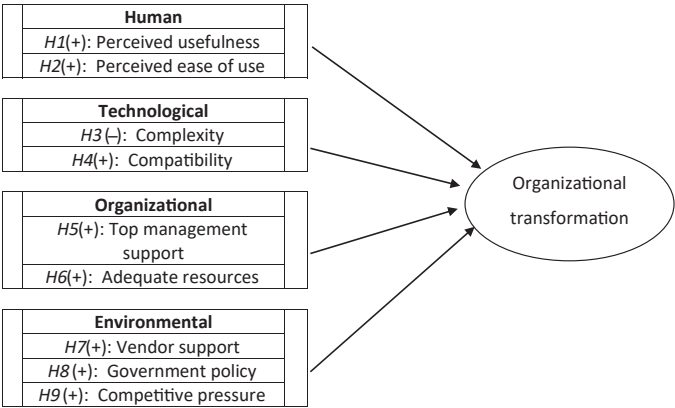 Human
H1(+): Perceived usefulness
H2(+): Perceived ease of use
Technological
H3(–): Complexity
H4(+): Compatibility
Organizational
H5(+): Top management
support
H6(+): Adequate resources
Environmental
H7(+): Vendor support
H8(+): Government policy
H9(+): Competitive pressure
Organizational
transformation